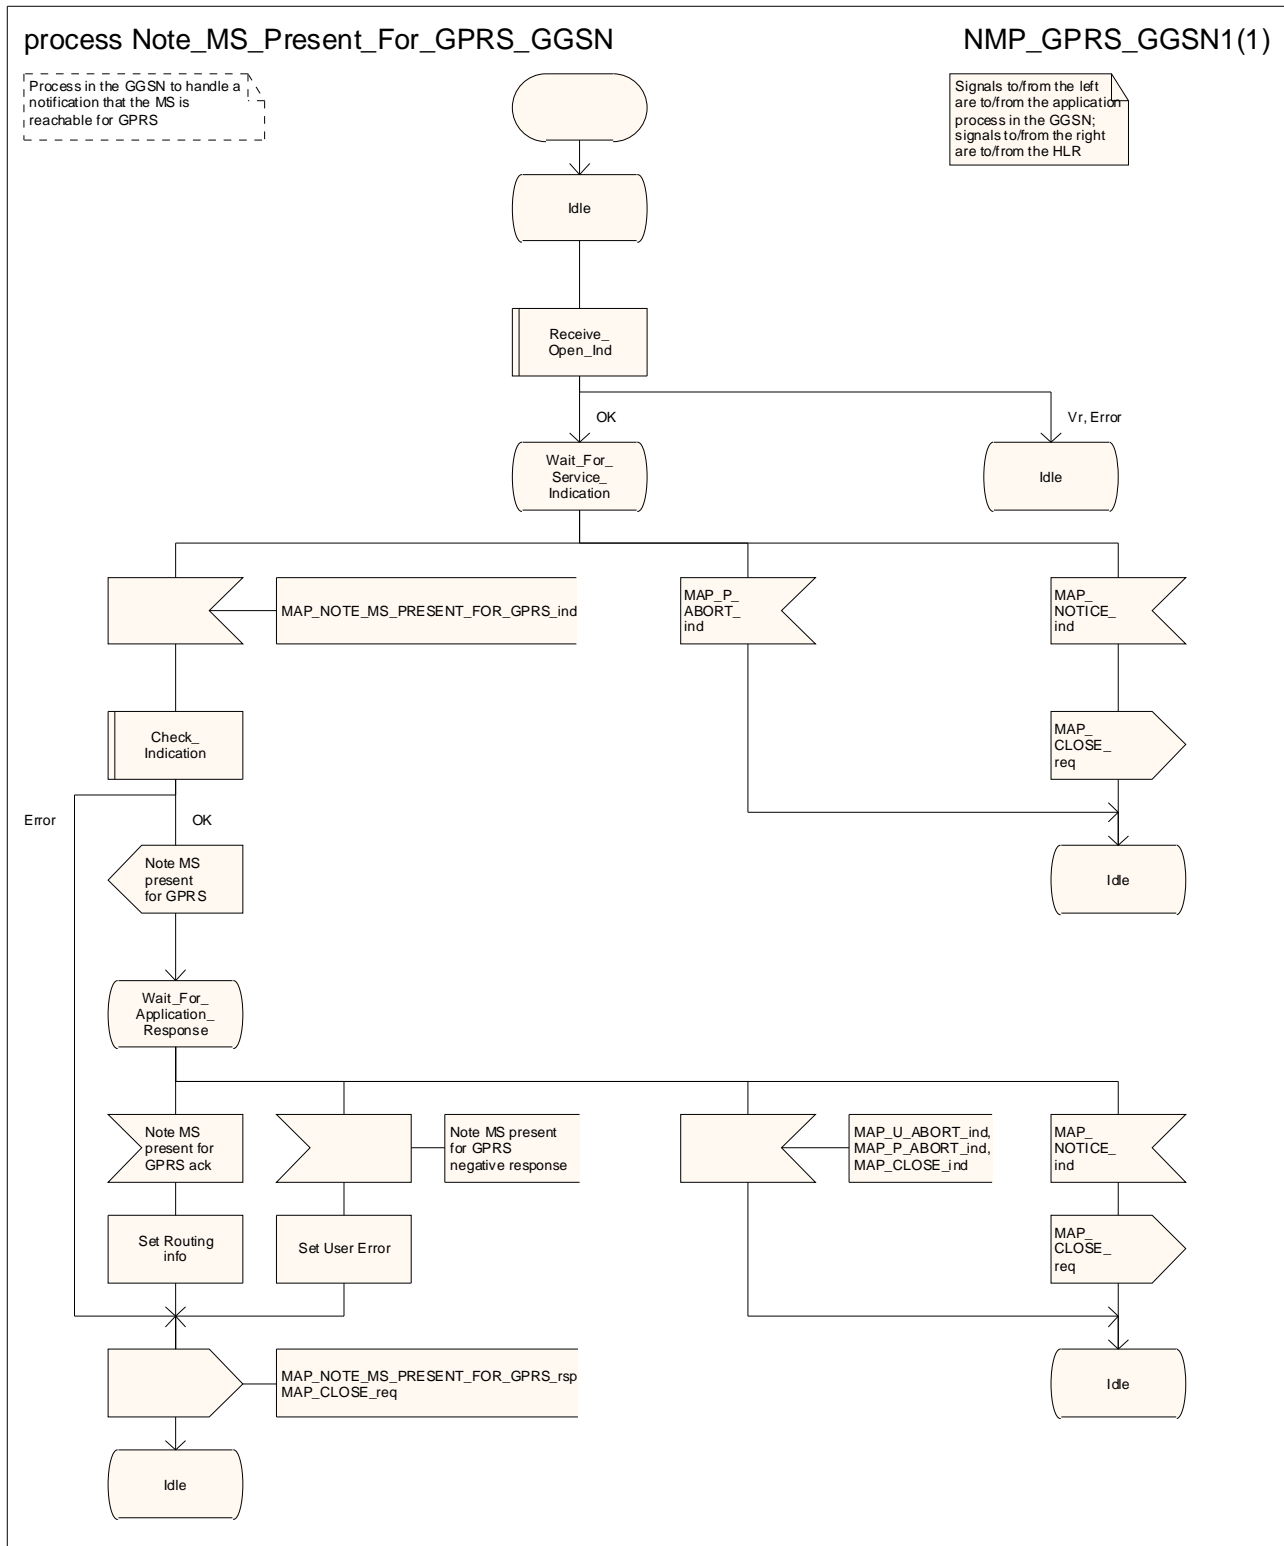 process Note_MS_Present_For_GPRS_GGSN
NMP_GPRS_GGSN1(1)
Process in the GGSN to handle a
notification that the MS is
reachable for GPRS
Signals to/from the left
are to/from the application
process in the GGSN;
signals to/from the right
are to/from the HLR
Idle
Receive_
Open_Ind
OK
Vr, Error
Wait_For_
Service_
Indication
Idle
MAP_NOTE_MS_PRESENT_FOR_GPRS_ind
MAP_P_
ABORT_
ind
MAP_
NOTICE_
ind
Check_
Indication
MAP_
CLOSE_
req
Error
OK
Note MS
present
for GPRS
Idle
Wait_For_
Application_
Response
Note MS
present for
GPRS ack
Note MS present
for GPRS
negative response
MAP_U_ABORT_ind,
MAP_P_ABORT_ind,
MAP_CLOSE_ind
MAP_
NOTICE_
ind
Set Routing
info
Set User Error
MAP_
CLOSE_
req
MAP_NOTE_MS_PRESENT_FOR_GPRS_rsp
MAP_CLOSE_req
Idle
Idle